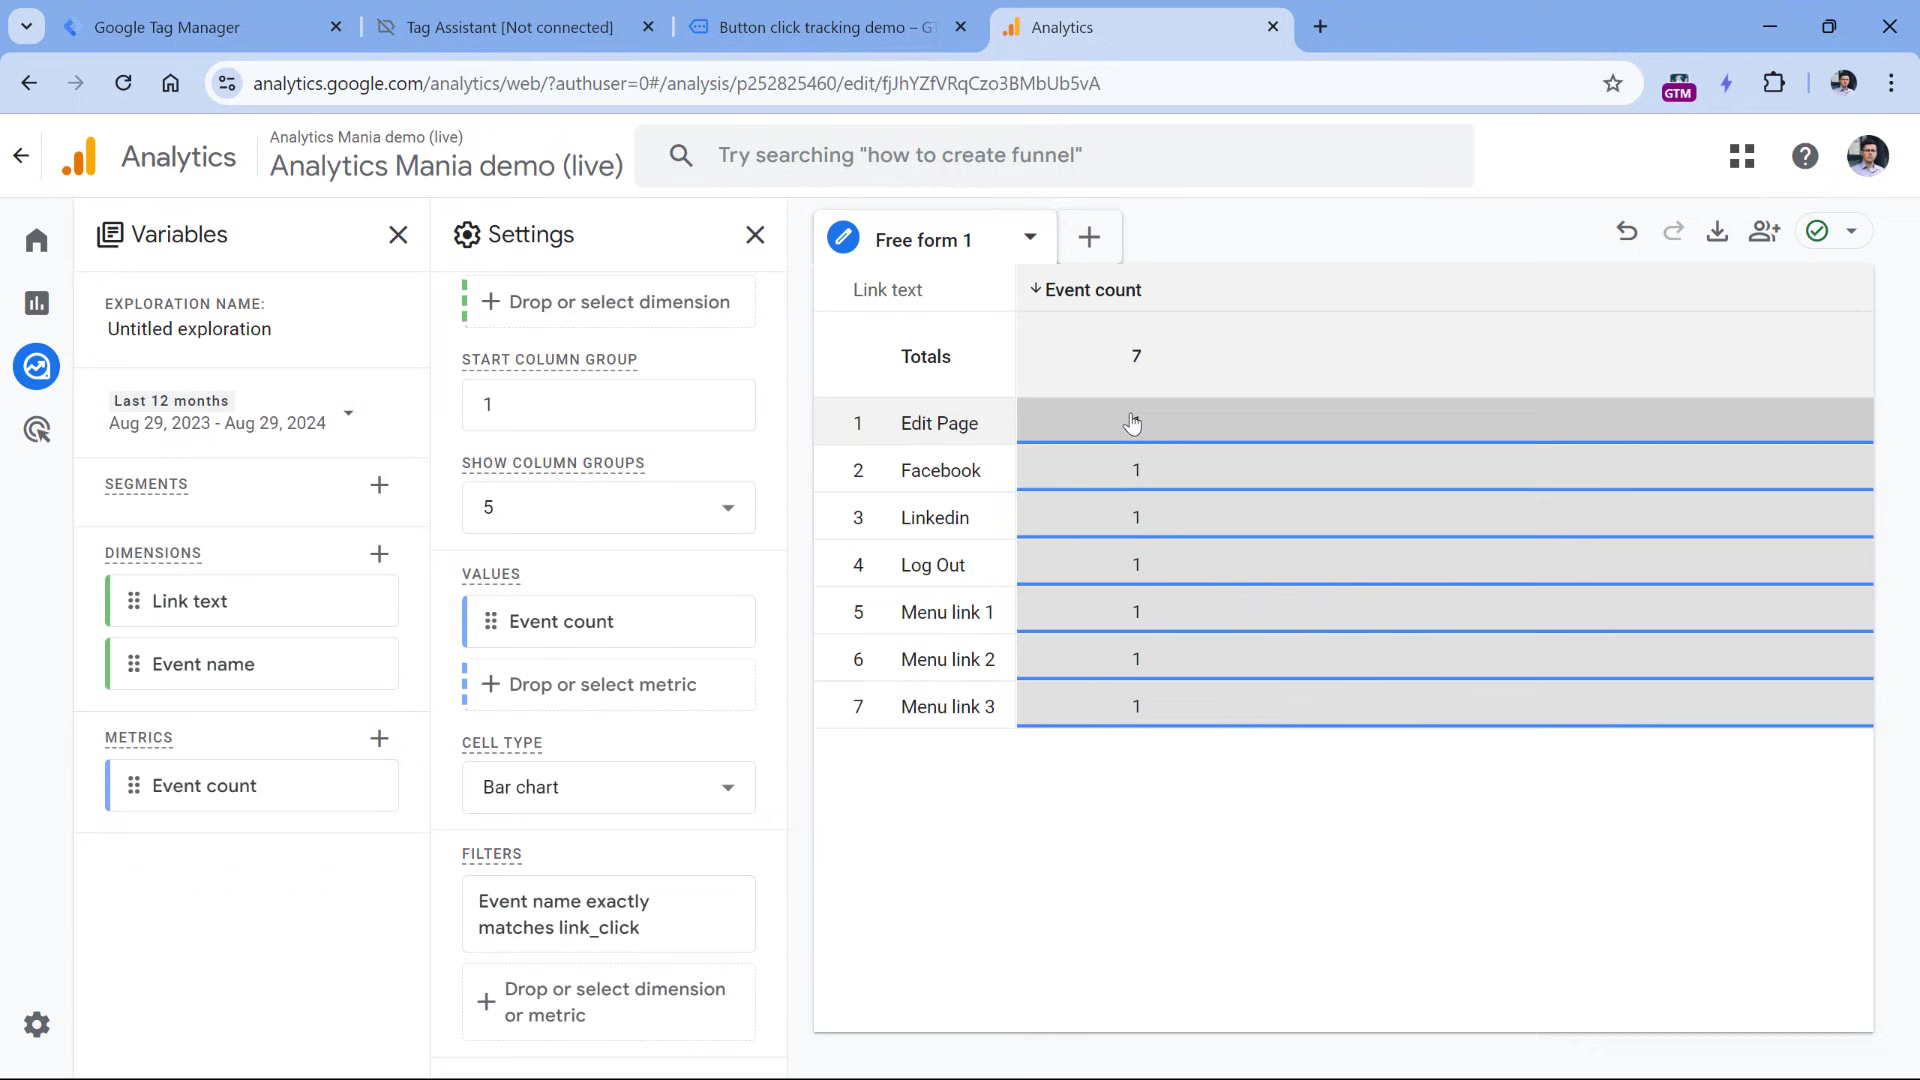 Google Tag Manager
Tag Assistant [Not connected]
Button click tracking demo – GT
Analytics
analytics.google.com/analytics/web/?authuser=0#/analysis/p252825460/edit/fjJhYZfVRqCzo3BMbUb5vA
GTM
Analytics
Analytics Mania demo (live)
Analytics Mania demo (live)
Try searching "how to create funnel"
Variables
EXPLORATION NAME:
Untitled exploration
Last 12 months
Aug 29, 2023 - Aug 29, 2024
SEGMENTS
DIMENSIONS
Link text
Event name
METRICS
Event count
Settings
Drop or select dimension
START COLUMN GROUP
1
SHOW COLUMN GROUPS
5
VALUES
Event count
Drop or select metric
CELL TYPE
Bar chart
FILTERS
Event name exactly
matches link_click
Drop or select dimension
or metric
Free form 1
Link text
Event count
Totals
7
1 Edit Page
2 Facebook 1
3 Linkedin 1
4 Log Out 1
5 Menu link 1 1
6 Menu link 2 1
7 Menu link 3 1